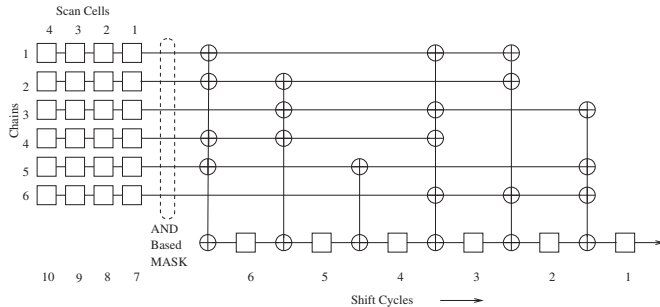 Scan Cells
4 3 2 1
Chains
1
2
3
4
5
6
AND
Based
MASK
10 9 8 7 6 5 4 3 2 1
Shift Cycles